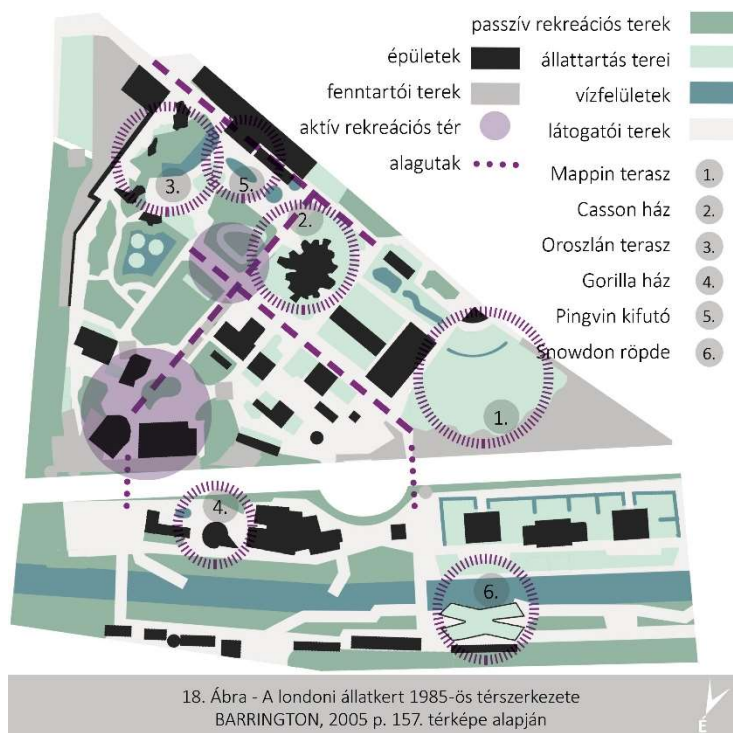 passzív rekreációs terek
épületek
állattartás terei
fenntartói terek
vízfelületek
aktív rekreációs tér
látogatói terek
alagutak
Mappin terasz 1.
Casson ház 2.
Oroszlán terasz 3.
Gorilla ház 4.
Pingvin kifutó 5.
Snowdon röpde 6.
3.
5.
2.
1.
4.
6.
18. Ábra - A londoni állatkert 1985-ös térszerkezete
BARRINGTON, 2005 p. 157. térképe alapján
É